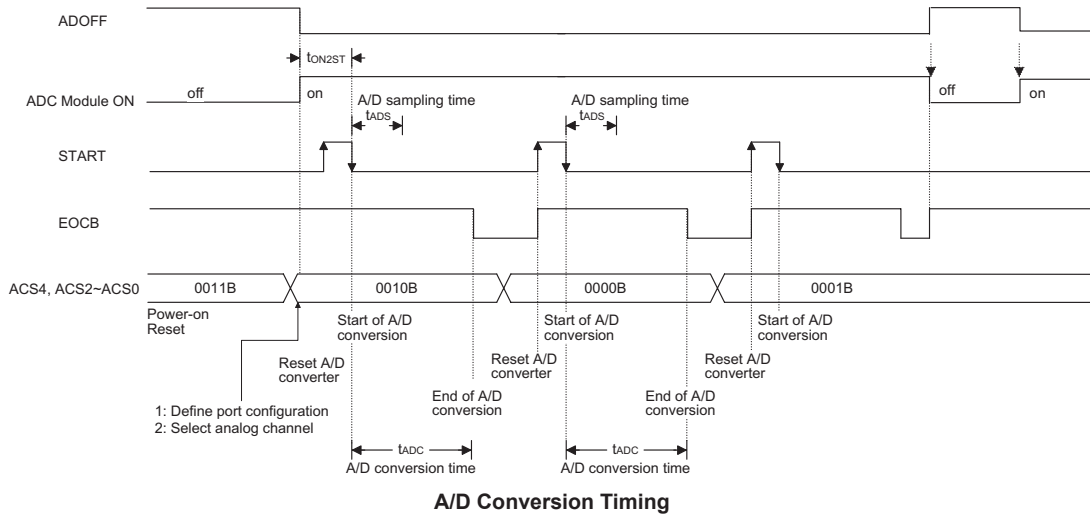 ADOFF
tON2ST
ADC Module ON
off
on
A/D sampling time
tADS
A/D sampling time
tADS
off
on
START
EOCB
ACS4, ACS2~ACS0
0011B
0010B
0000B
0001B
Power-on
Reset
Start of A/D
conversion
Start of A/D
conversion
Start of A/D
conversion
Reset A/D
converter
Reset A/D
converter
Reset A/D
converter
End of A/D
conversion
End of A/D
conversion
1: Define port configuration
2: Select analog channel
tADC
A/D conversion time
tADC
A/D conversion time
A/D Conversion Timing